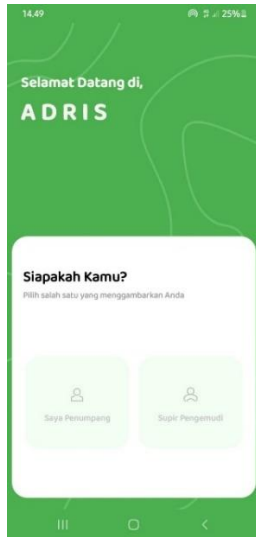 14.49
25%
Selamat Datang di,
ADRIS
Siapakah Kamu?
Pilih salah satu yang menggambarkan Anda
Saya Penumpang
Supir Pengemudi